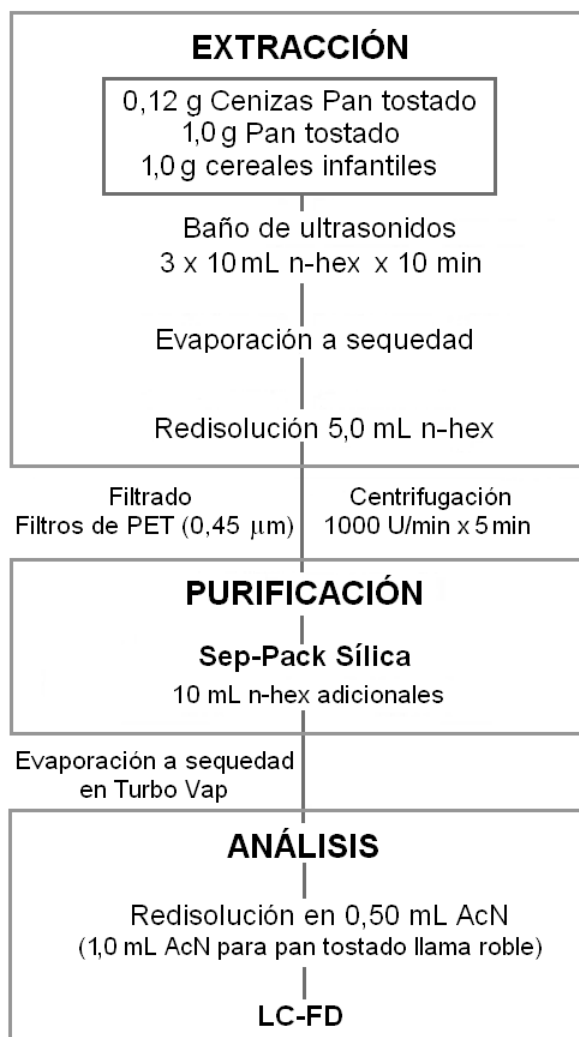 EXTRACCIÓN
0,12 g Cenizas Pan tostado
1,0 g Pan tostado
1,0 g cereales infantiles
Baño de ultrasonidos
3 x 10 mL n-hex x 10 min
Evaporación a sequedad
Redisolución 5,0 mL n-hex
Filtrado
Filtros de PET (0,45 µm)
Centrifugación
1000 U/min x 5 min
PURIFICACIÓN
Sep-Pack Sílica
10 mL n-hex adicionales
Evaporación a sequedad
en Turbo Vap
ANÁLISIS
Redisolución en 0,50 mL AcN
(1,0 mL AcN para pan tostado llama roble)
LC-FD